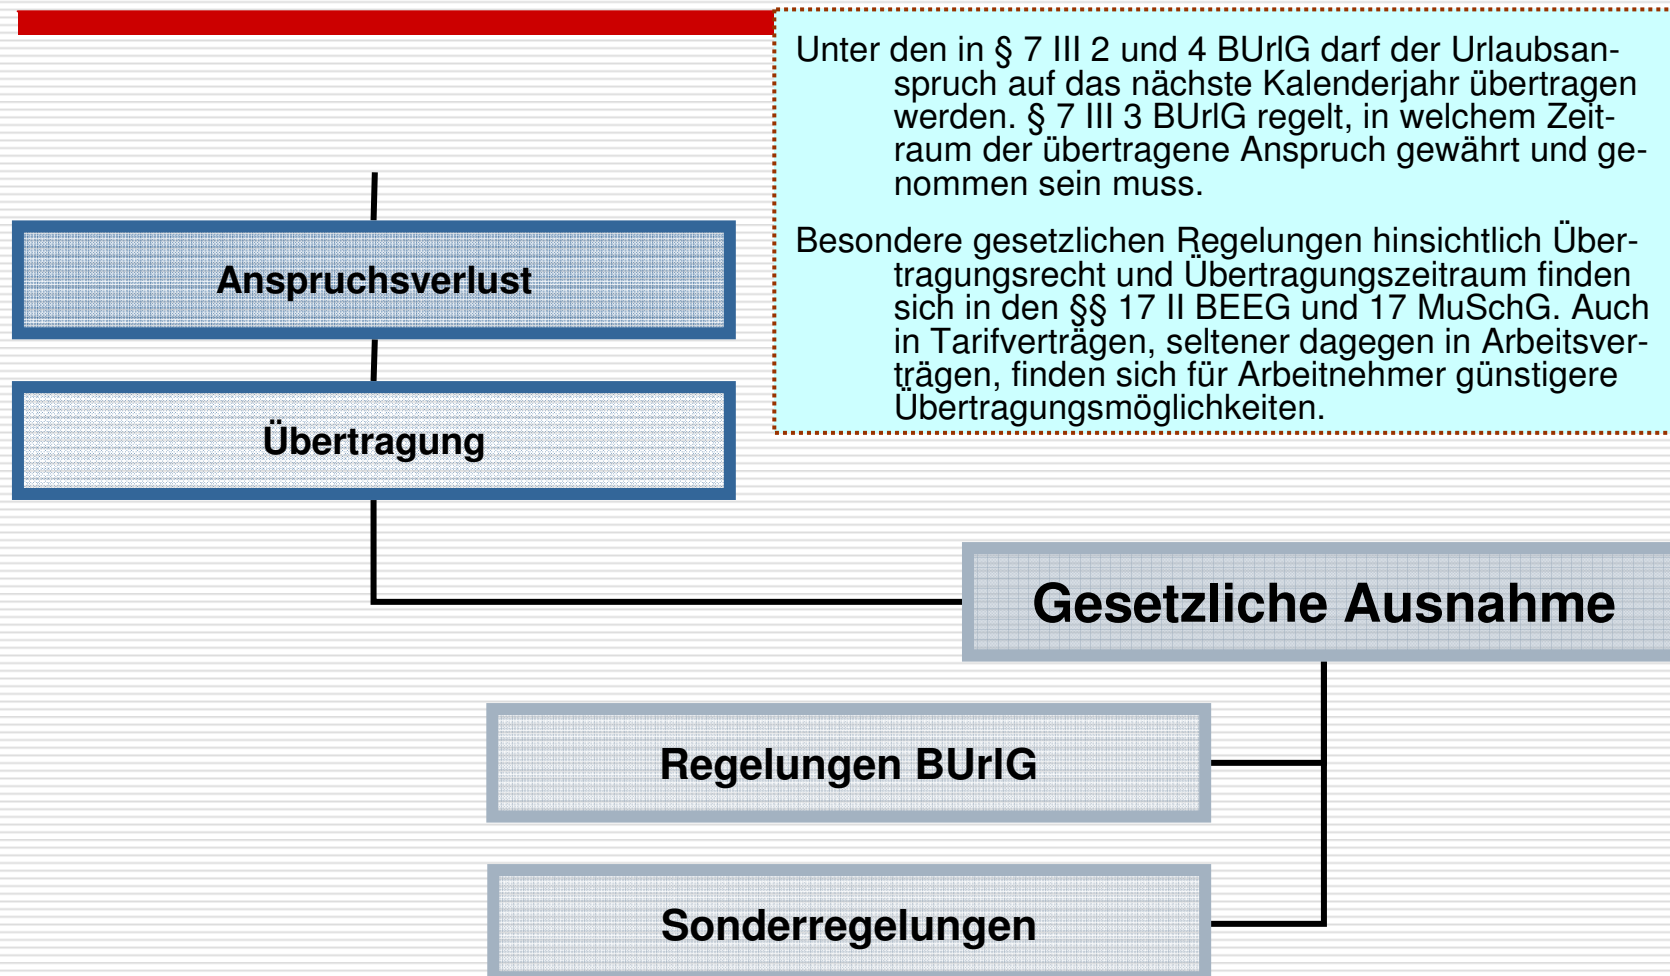 Unter den in § 7 III 2 und 4 BUrlG darf der Urlaubsan-
spruch auf das nächste Kalenderjahr übertragen
werden. § 7 III 3 BUrlG regelt, in welchem Zeit-
raum der übertragene Anspruch gewährt und ge-
nommen sein muss.
Besondere gesetzlichen Regelungen hinsichtlich Über-
tragungsrecht und Übertragungszeitraum finden
sich in den §§ 17 II BEEG und 17 MuSchG. Auch
in Tarifverträgen, seltener dagegen in Arbeitsver-
trägen, finden sich für Arbeitnehmer günstigere
Übertragungsmöglichkeiten.
Anspruchsverlust
Übertragung
Gesetzliche Ausnahme
Regelungen BUrlG
Sonderregelungen